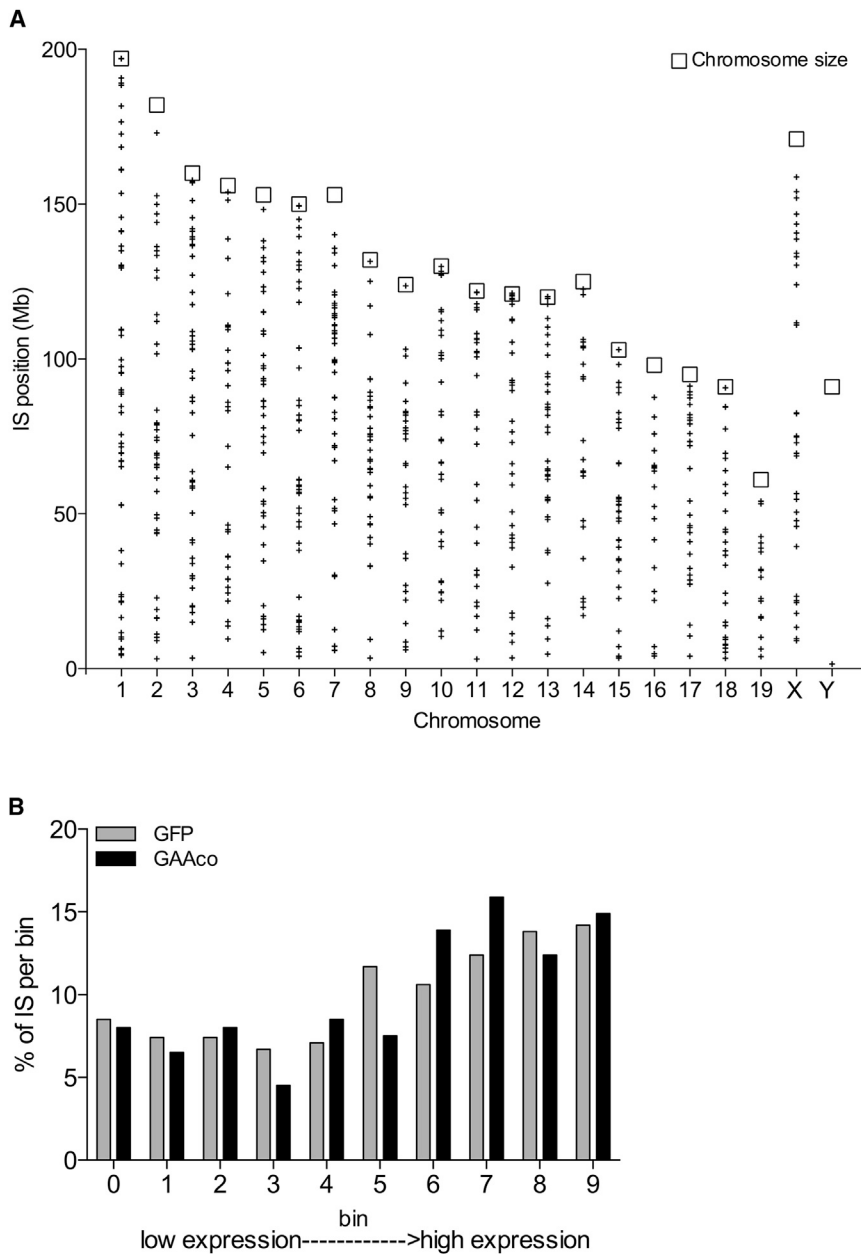 A
200
150
100
50
0
IS position (Mb)
Chromosome size
1 2 3 4 5 6 7 8 9 10 11 12 13 14 15 16 17 18 19 X Y
Chromosome
B
20
15
10
5
0
% of IS per bin
GFP
GAAco
0 1 2 3 4 5 6 7 8 9
bin
low expression------------>high expression